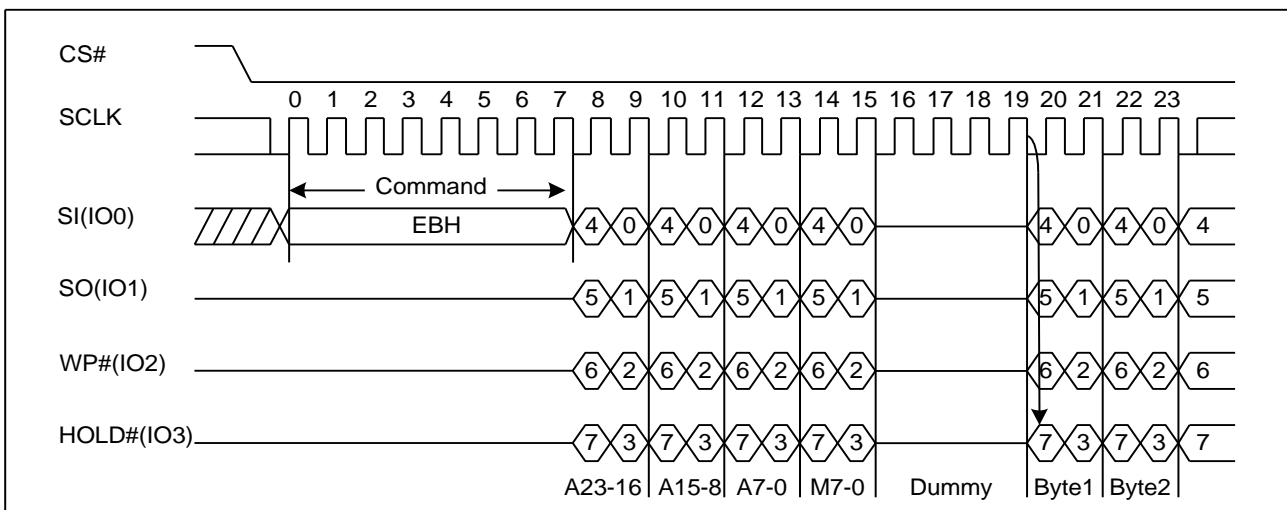 CS#
0 1 2 3 4 5 6 7 8 9 10 11 12 13 14 15 16 17 18 19 20 21 22 23
SCLK
Command
SI(IO0) EBH 4 0 4 0 4 0 4 0 4 0 4 0 4
SO(IO1) 5 1 5 1 5 1 5 1 5 1 5 1 5
WP#(IO2) 6 2 6 2 6 2 6 2 6 2 6 2 6
HOLD#(IO3) 7 3 7 3 7 3 7 3 7 3 7 3 7
A23-16 A15-8 A7-0 M7-0 Dummy Byte1 Byte2